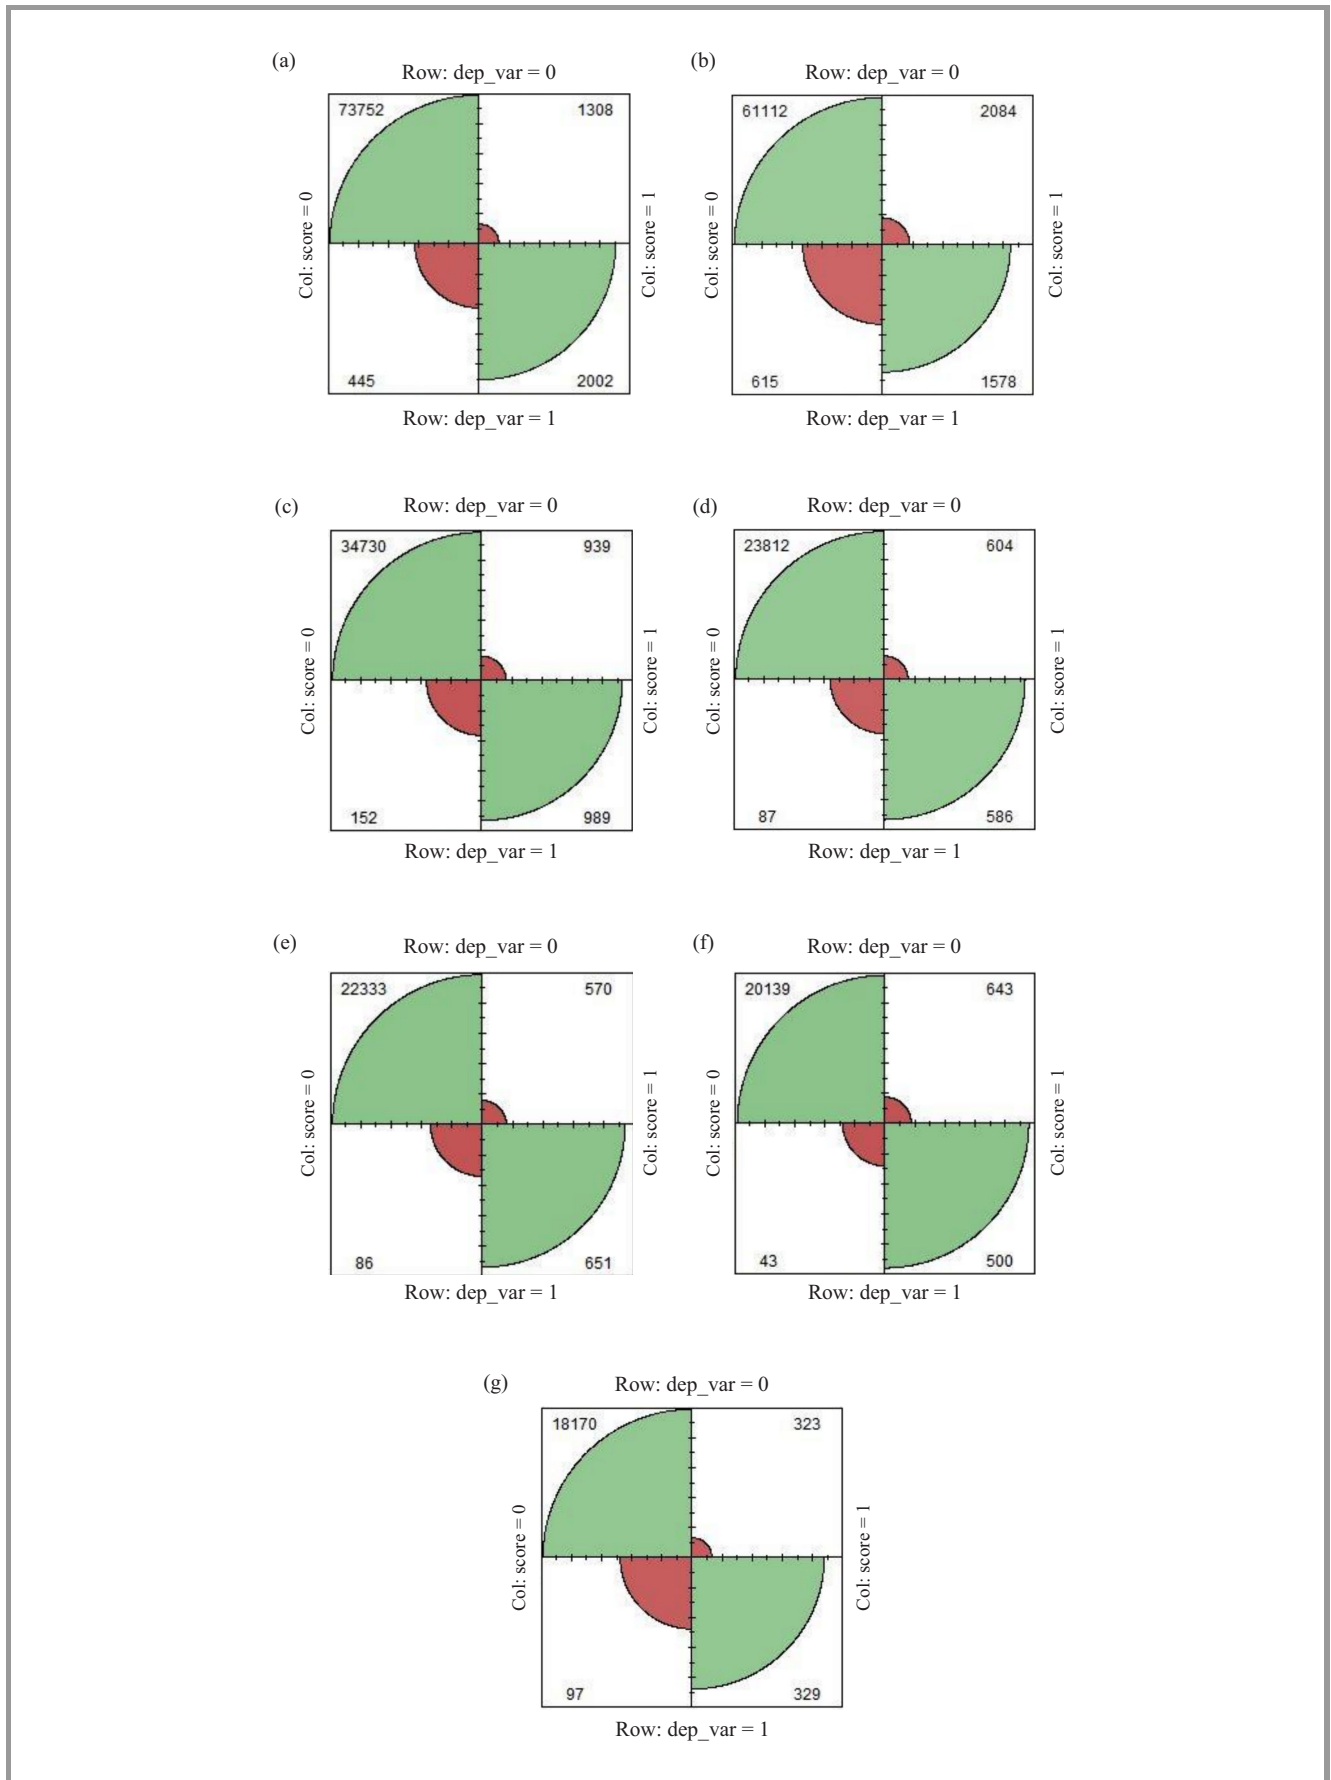 (a)
Row: dep_var = 0
73752 1308
Col: score = 0
Col: score = 1
445 2002
Row: dep_var = 1
(b)
Row: dep_var = 0
61112 2084
Col: score = 0
Col: score = 1
615 1578
Row: dep_var = 1
(c)
Row: dep_var = 0
34730 939
Col: score = 0
Col: score = 1
152 989
Row: dep_var = 1
(d)
Row: dep_var = 0
23812 604
Col: score = 0
Col: score = 1
87 586
Row: dep_var = 1
(e)
Row: dep_var = 0
22333 570
Col: score = 0
Col: score = 1
86 651
Row: dep_var = 1
(f)
Row: dep_var = 0
20139 643
Col: score = 0
Col: score = 1
43 500
Row: dep_var = 1
(g)
Row: dep_var = 0
18170 323
Col: score = 0
Col: score = 1
97 329
Row: dep_var = 1